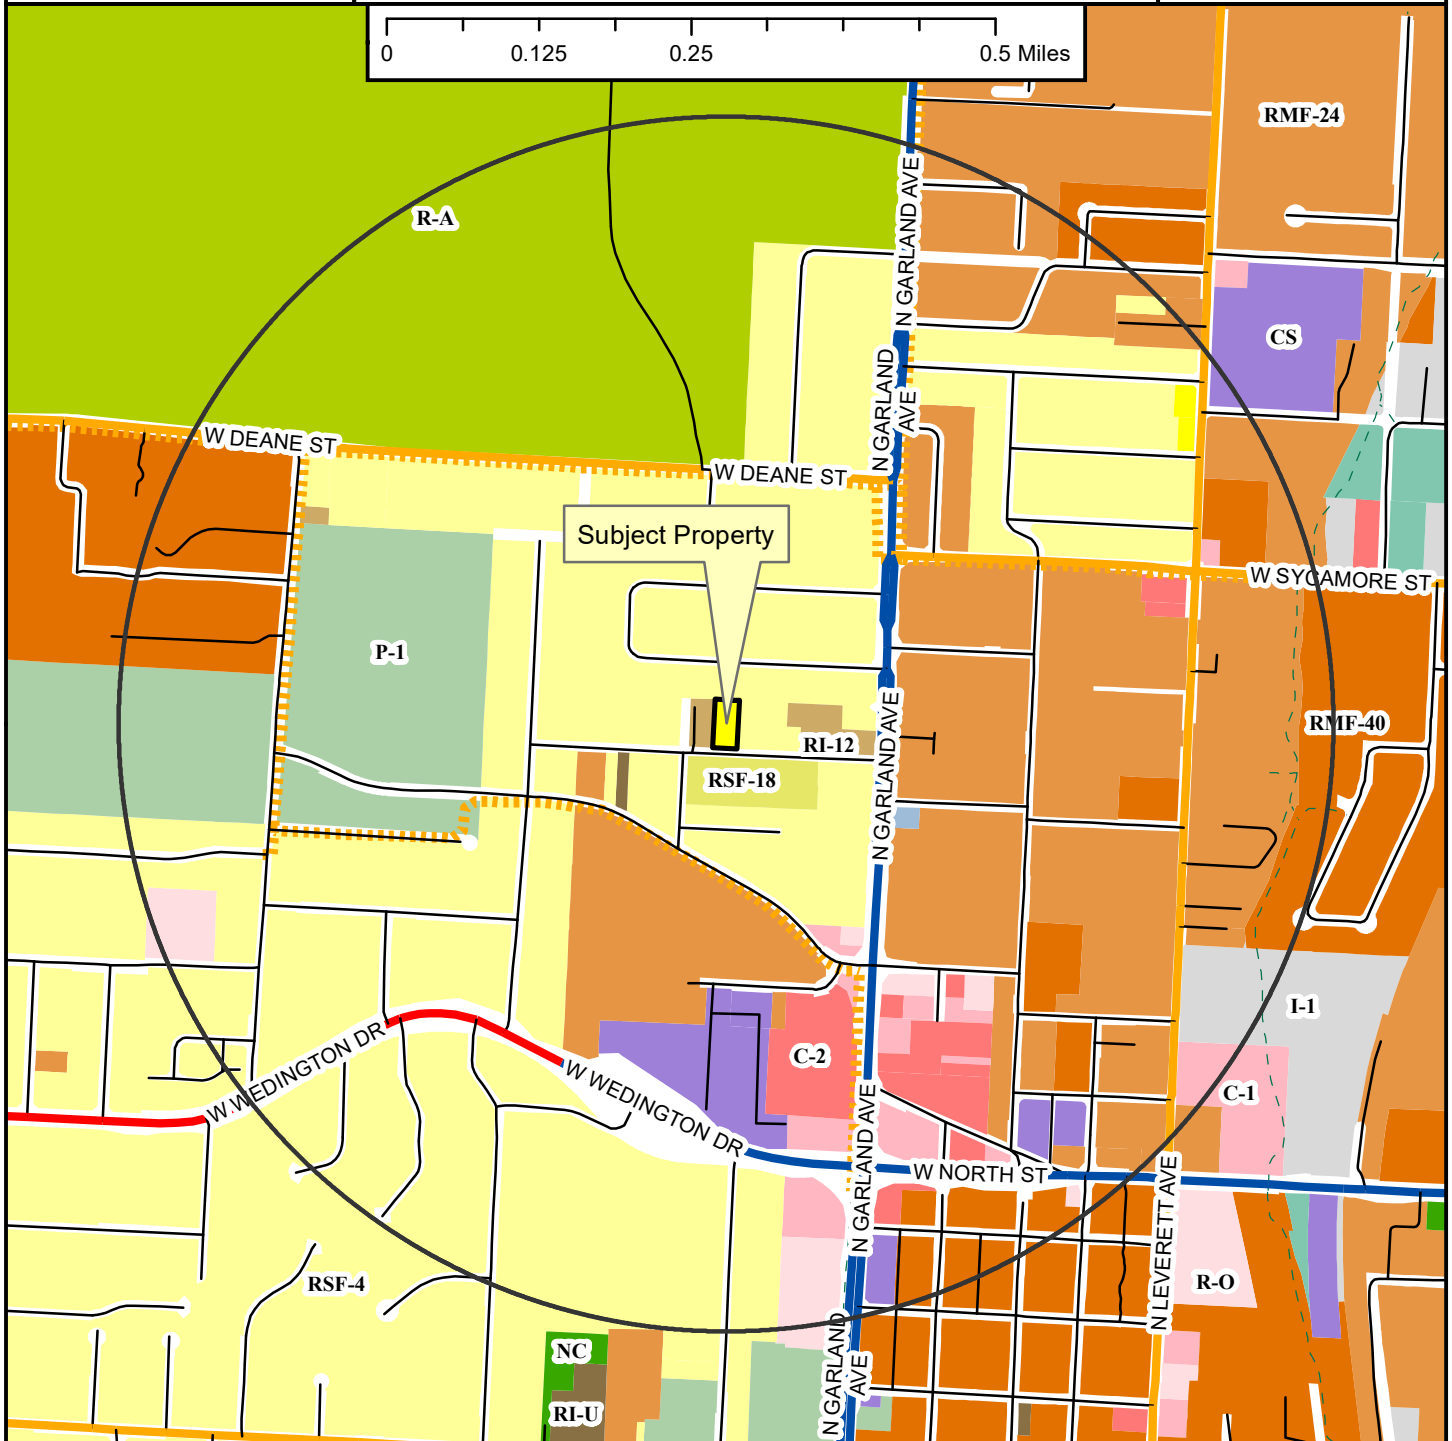 0 0.125 0.25 0.5 Miles
RMF-24
R-A
N GARLAND AVE
CS
N GARLAND
AVE
W DEANE ST
W DEANE ST
Subject Property
W SYCAMORE ST
P-1
RMF-40
RI-12
RSF-18
N GARLAND AVE
I-1
W WEDINGTON DR
C-2
W WEDINGTON DR
C-1
N GARLAND AVE
W NORTH ST
N LEVERETT AVE
RSF-4
R-O
NC
N GARLAND
AVE
RI-U